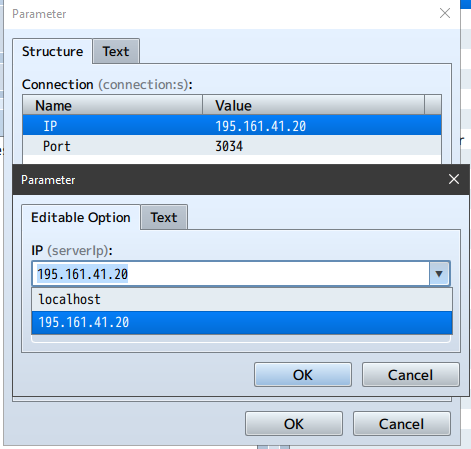 Parameter
Structure
Text
Connection (connection:s):
Name Value
IP 195.161.41.20
Port 3034
Parameter
Editable Option
Text
IP (serverIp):
195.161.41.20
localhost
195.161.41.20
OK Cancel
OK Cancel